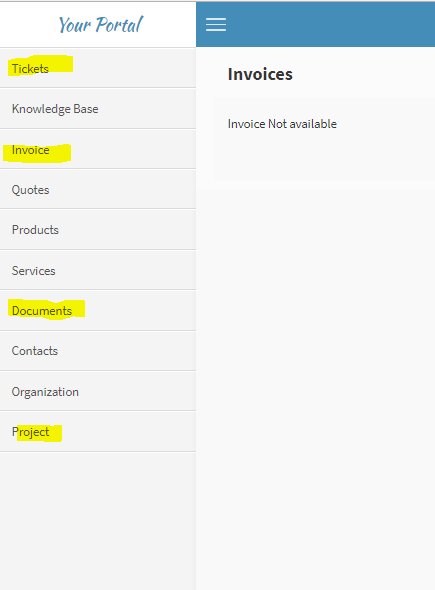 Your Portal
Tickets
Knowledge Base
Invoice
Quotes
Products
Services
Documents
Contacts
Organization
Project
Invoices
Invoice Not available